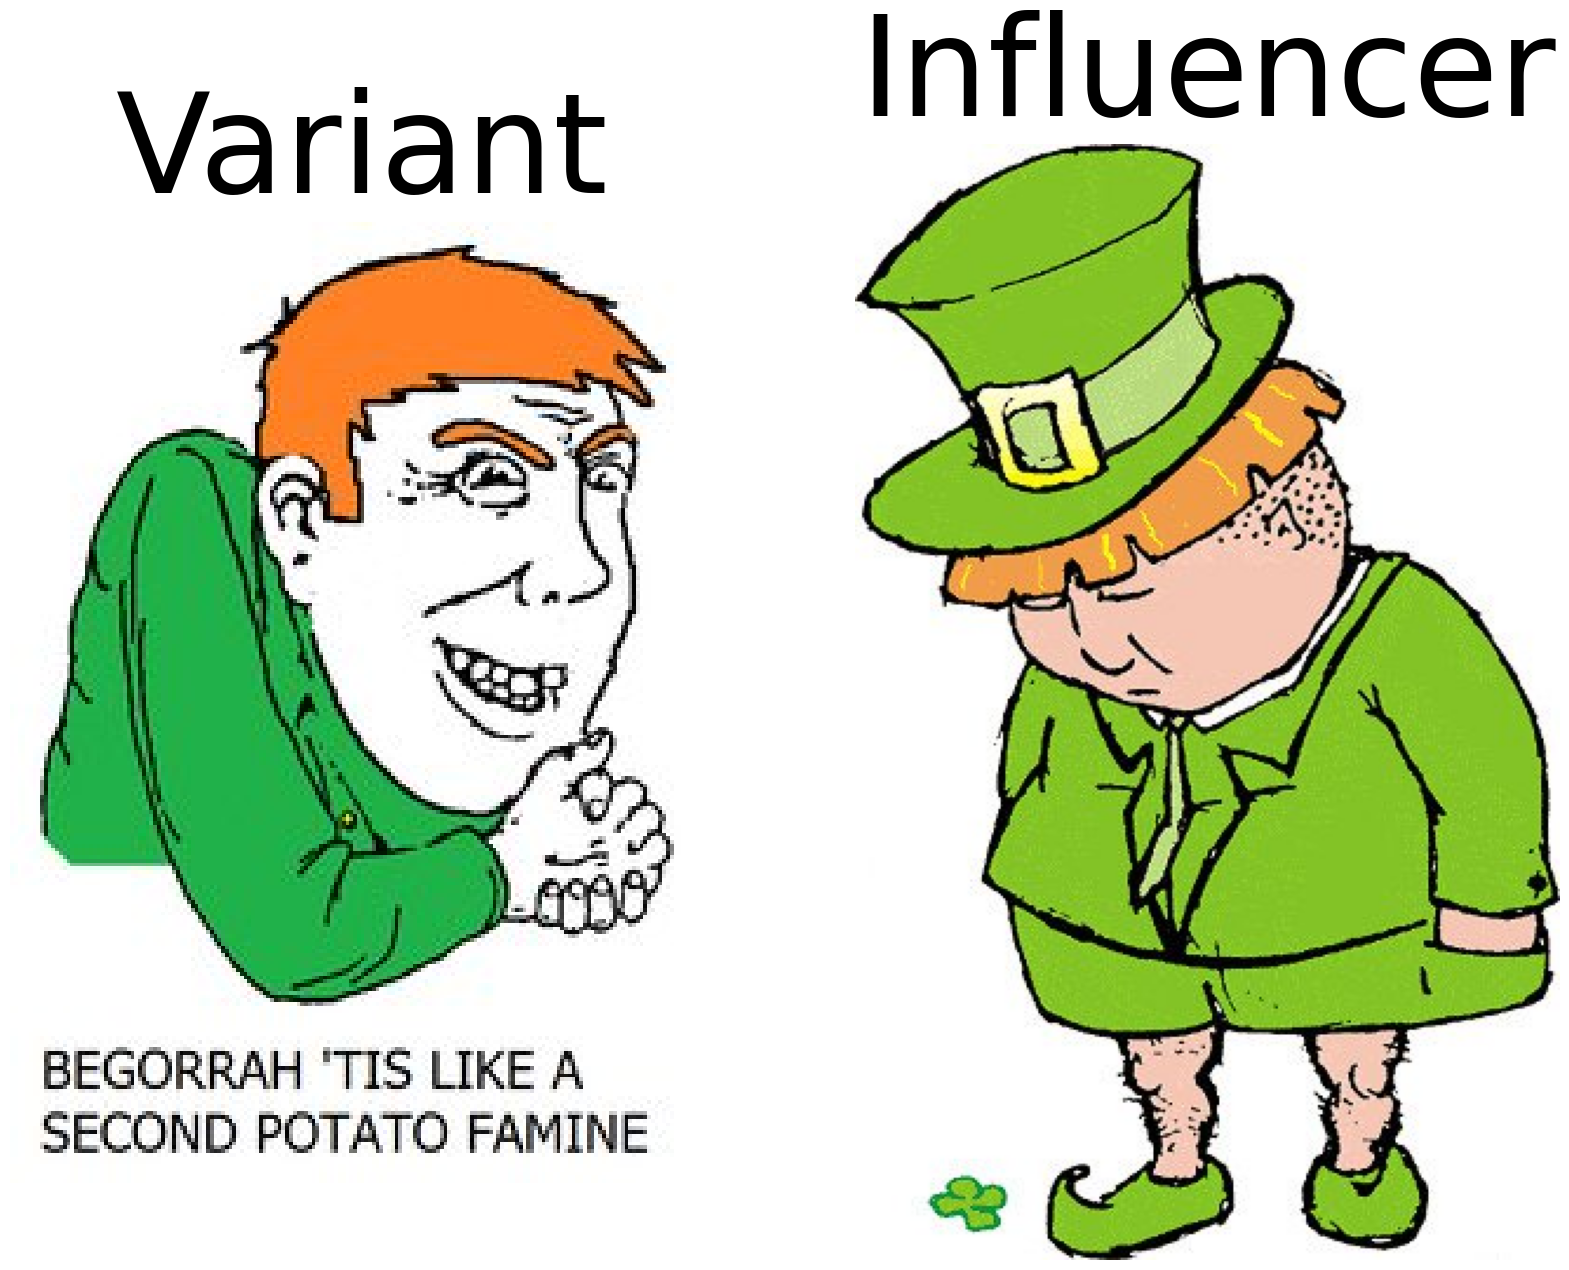 Variant
Influencer
BEGORRAH 'TIS LIKE A
SECOND POTATO FAMINE